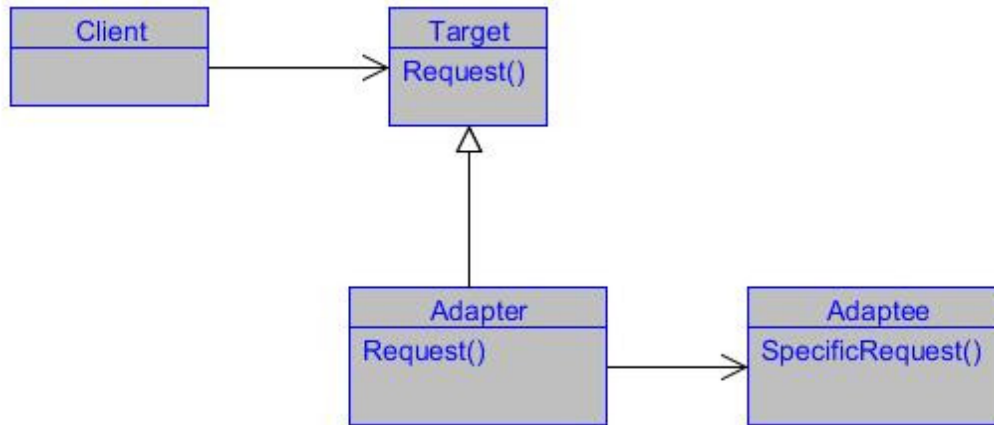 Client
Target
Request()
Adapter
Request()
Adaptee
SpecificRequest()